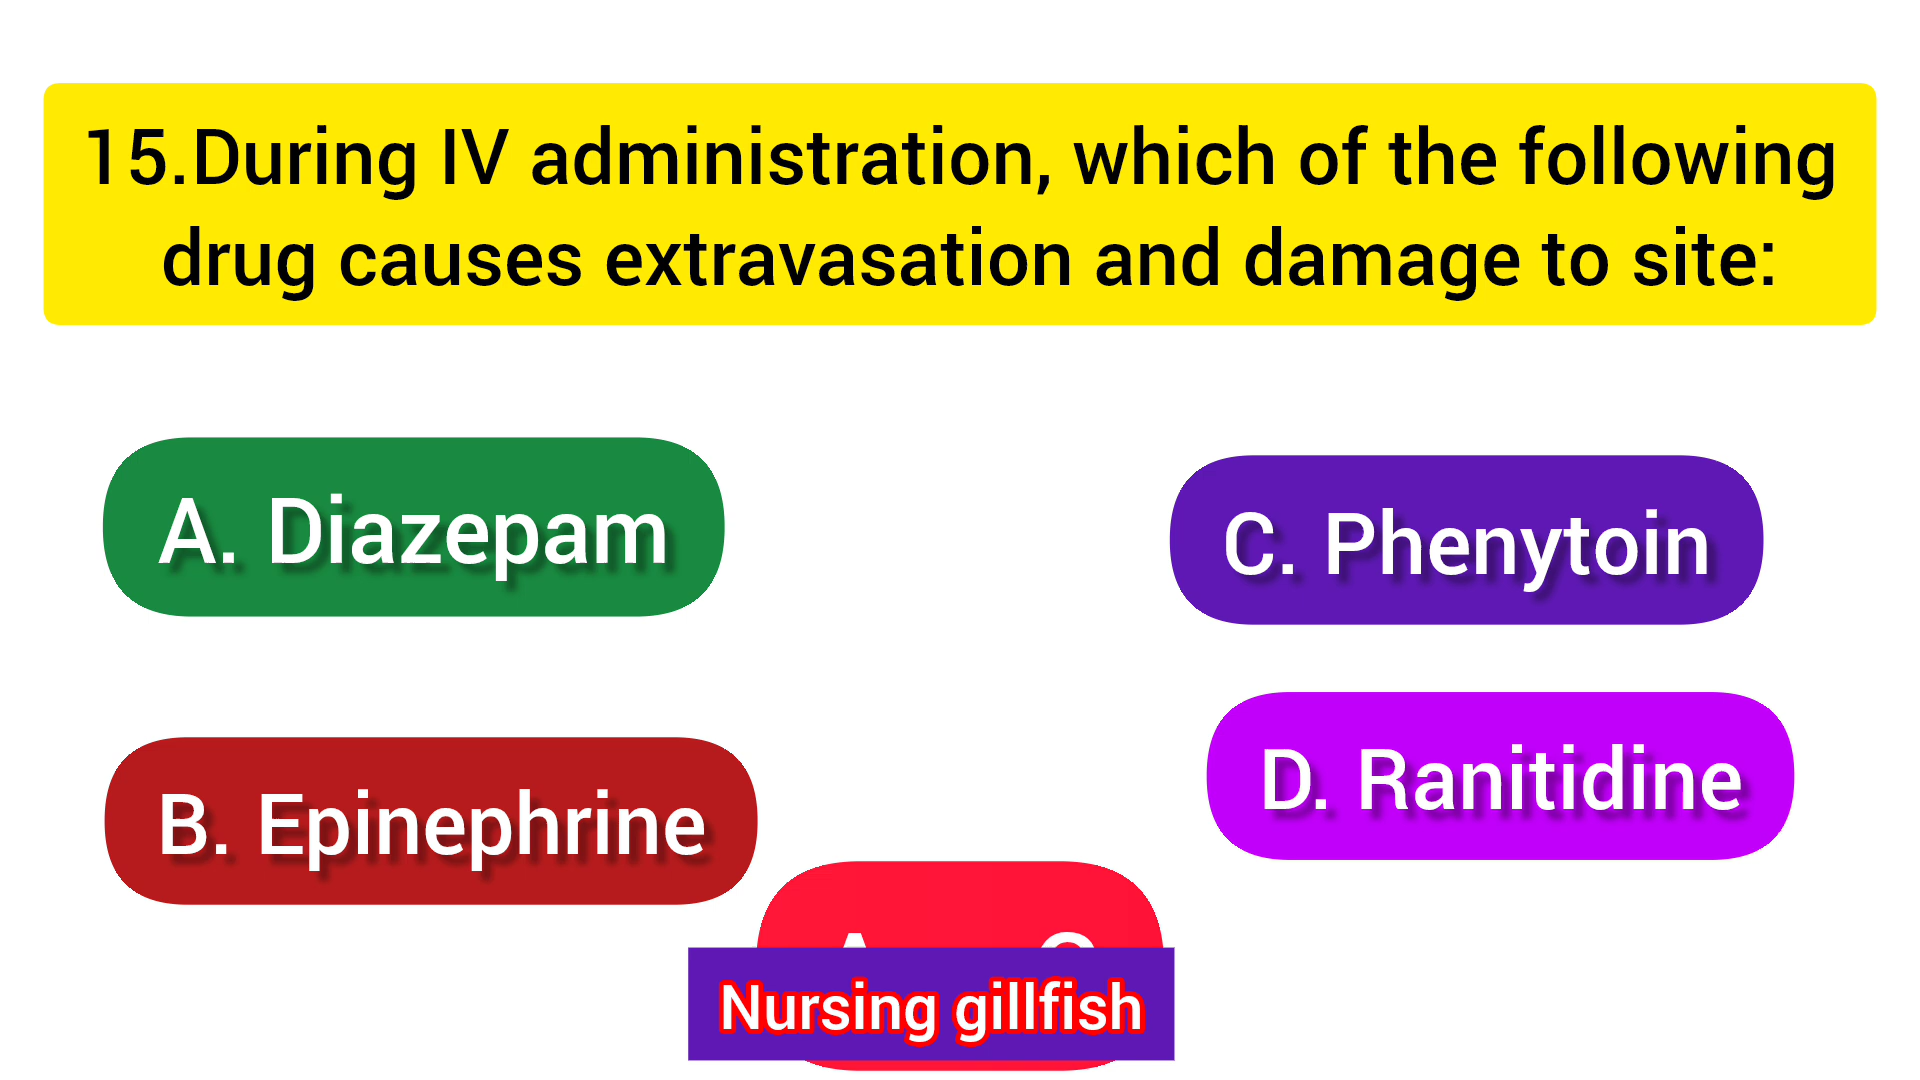 15.During IV administration, which of the following
drug causes extravasation and damage to site:
A. Diazepam
C. Phenytoin
B. Epinephrine
D. Ranitidine
Nursing gillfish